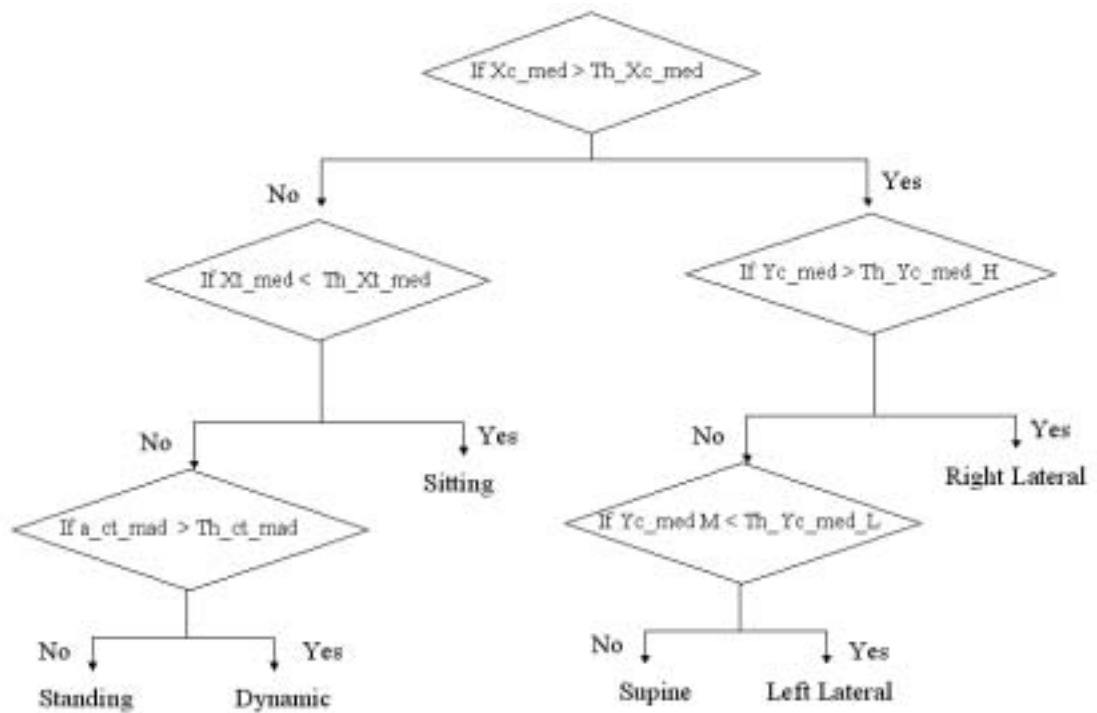 If Xc_med > Th_Xc_med
No
Yes
If Xt_med < Th_Xt_med
If Yc_med > Th_Yc_med_H
No
Yes
No
Yes
Sitting
Right Lateral
If a_ct_mad > Th_ct_mad
If Yc_med M < Th_Yc_med_L
No
Yes
No
Yes
Standing
Dynamic
Supine
Left Lateral